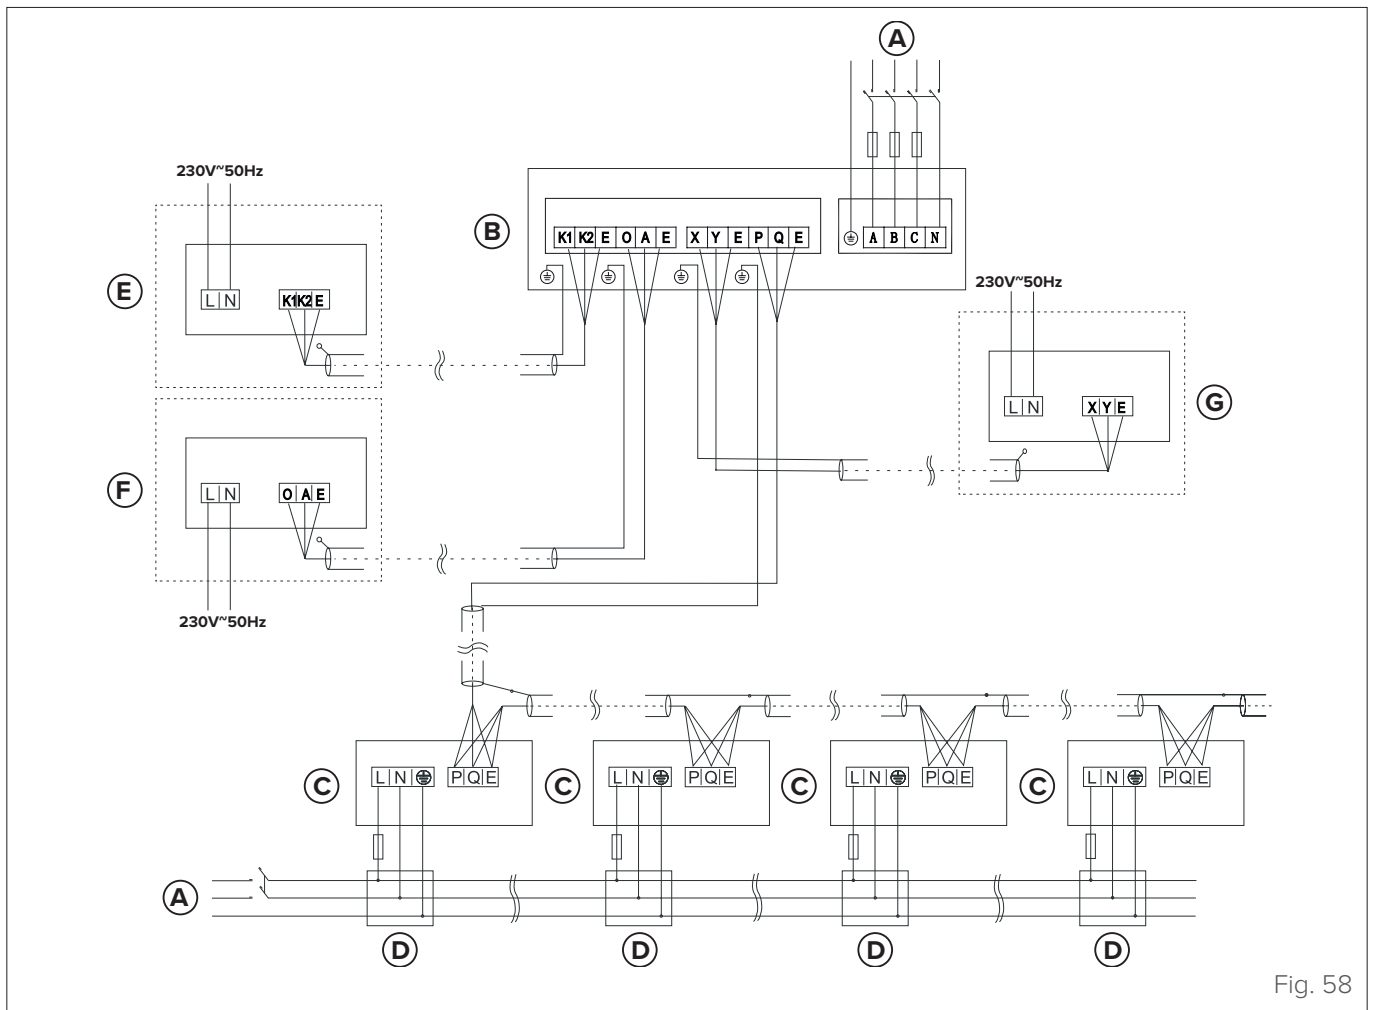 A
230V~50Hz
B
K1 K2 E O A E X Y E P Q E
A B C N
E
L N K1 K2 E
230V~50Hz
L N X Y E
G
F
L N O A E
230V~50Hz
C L N P Q E
C L N P Q E
C L N P Q E
C L N P Q E
A
D D D D
Fig. 58